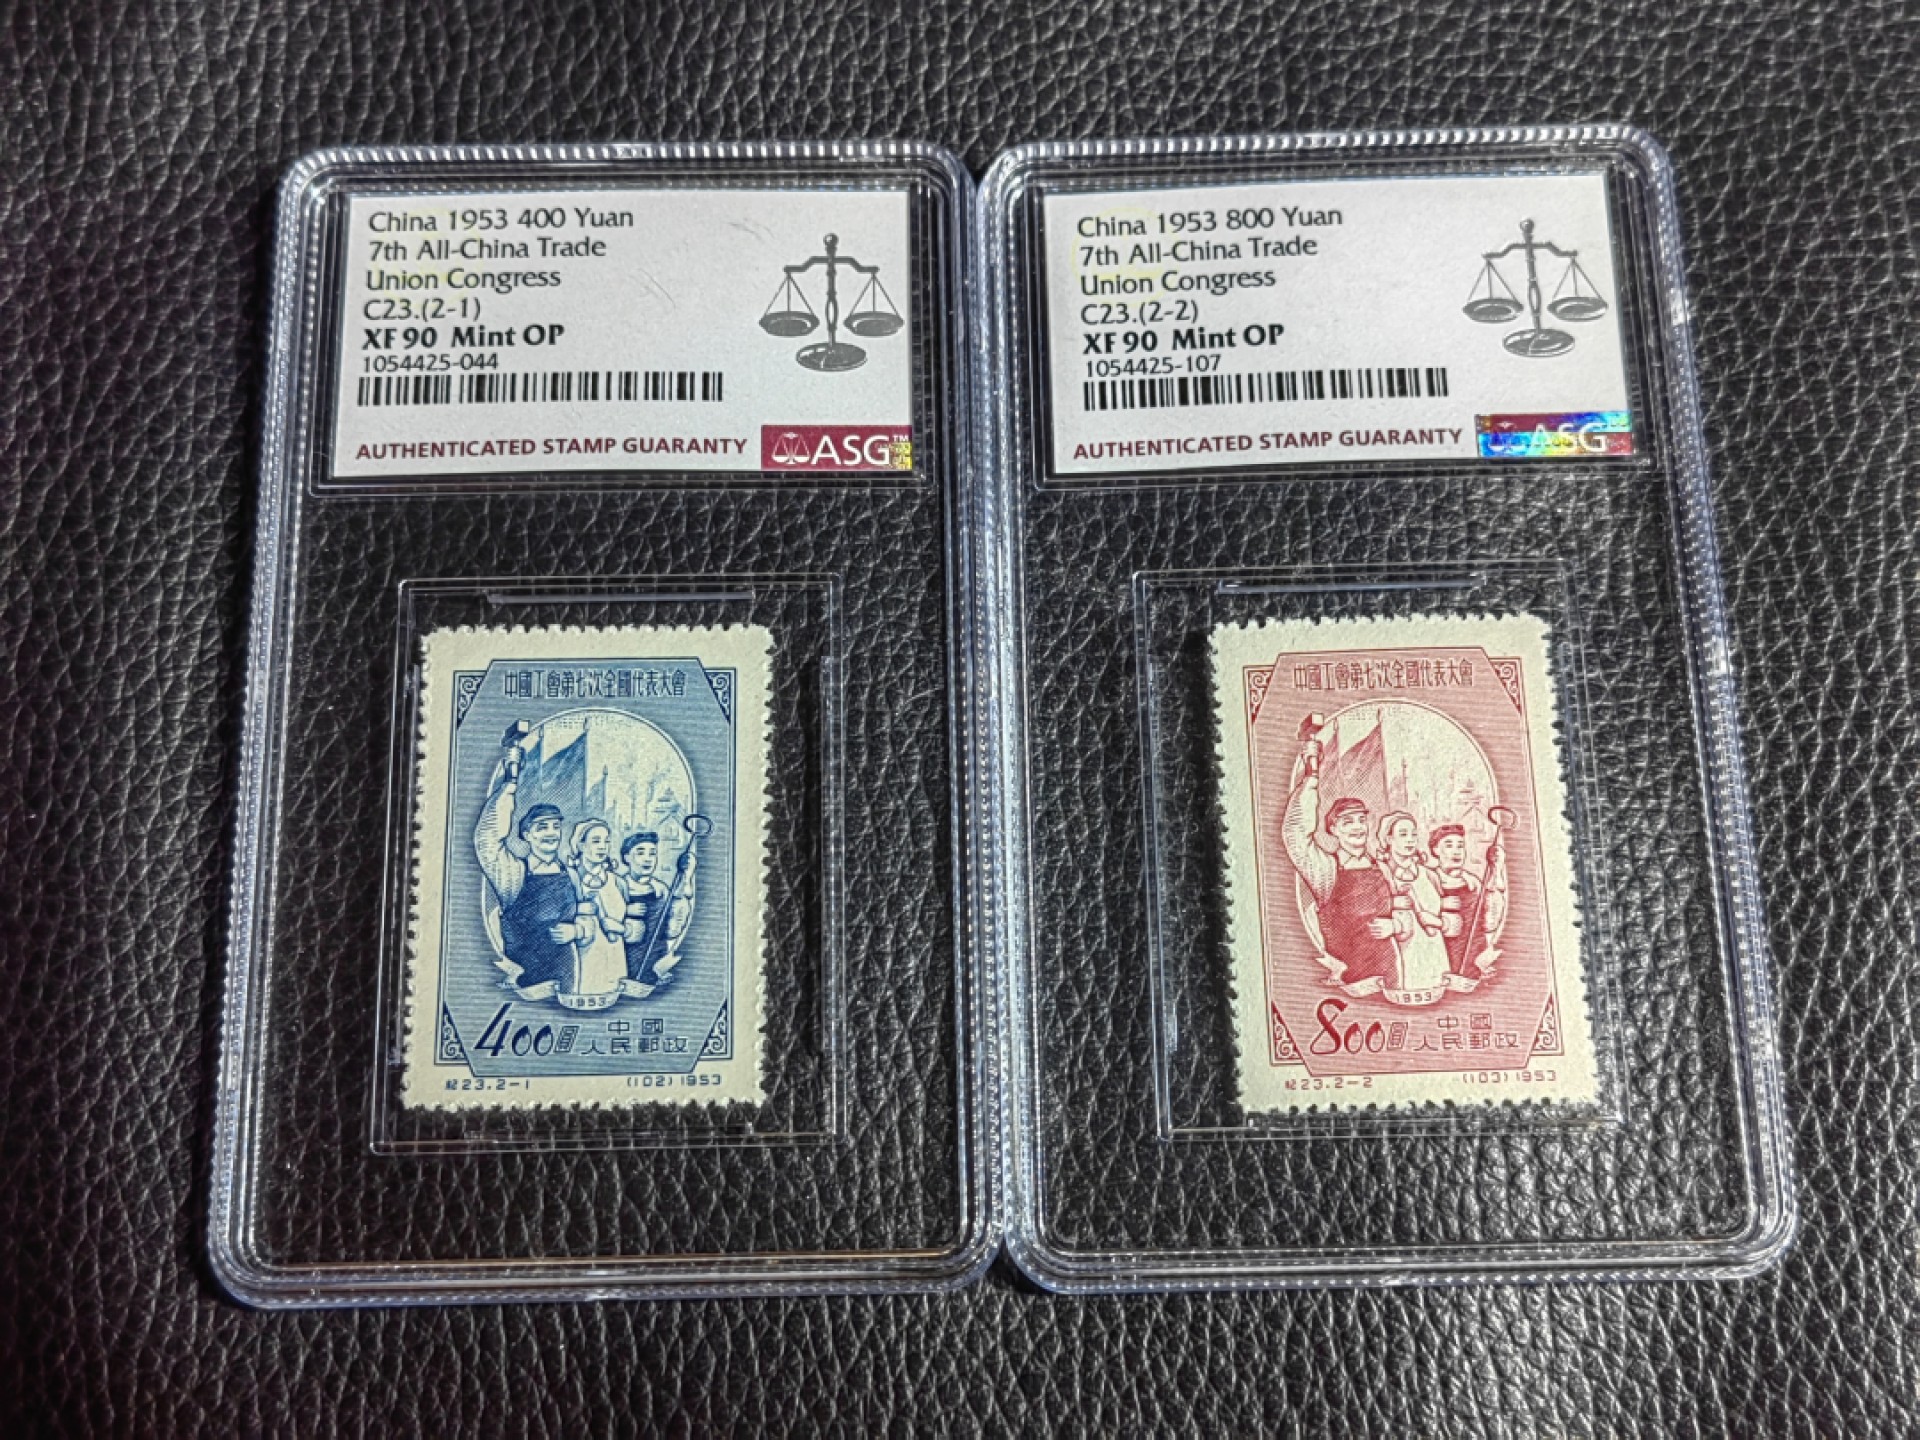 China 1953 400 Yuan
7th All-China Trade
Union Congress
C23.(2-1)
XF 90 Mint OP
1054425-044
AUTHENTICATED STAMP GUARANTY
ASG™
中國工會第七次全國代表大會
1953
400圓
中國
人民郵政
紀23.2-1
(102)1953
China 1953 800 Yuan
7th All-China Trade
Union Congress
C23.(2-2)
XF 90 Mint OP
1054425-107
AUTHENTICATED STAMP GUARANTY
ASG
中國工會第七次全國代表大會
1953
800圓
中國
人民郵政
紀23.2-2
(103)1953